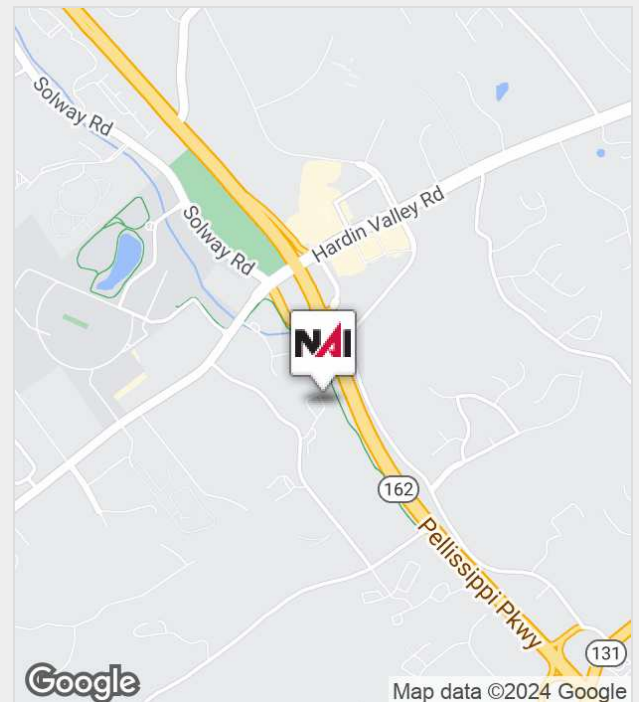 Solway Rd
Hardin Valley Rd
Solway Rd
NAI
162
Pellissippi Pkwy
131
Google
Map data ©2024 Google